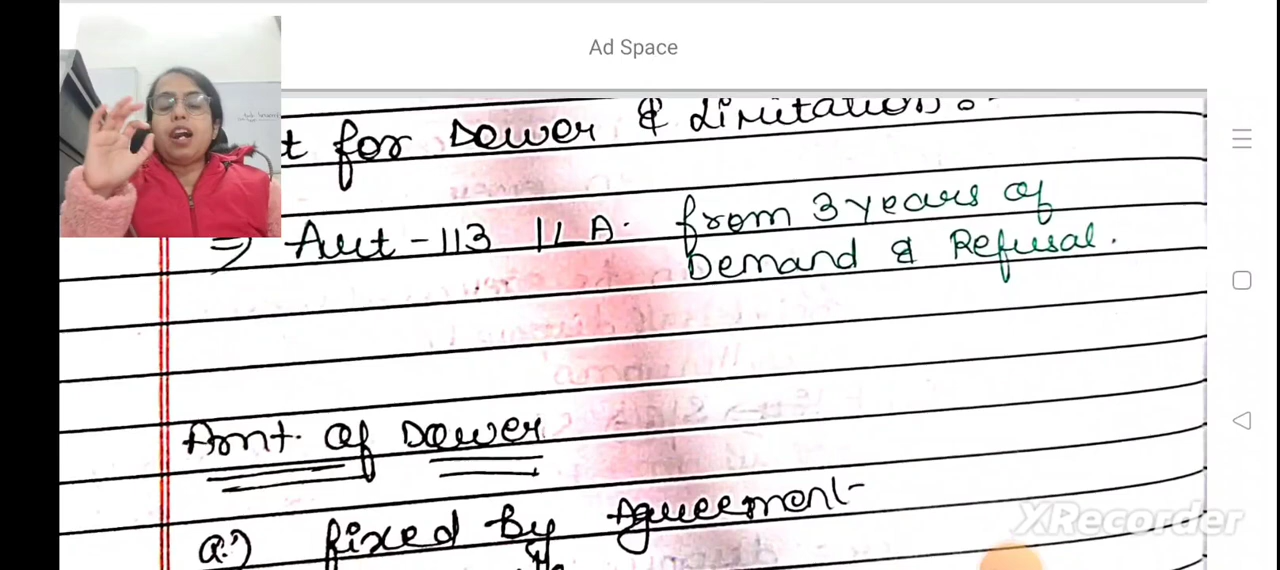 Ad Space
t for Dower & Limitation:-
=> Art - 113 ILA. from 3 years of
Demand & Refusal.
Amt. of Dower
a.) fixed by Agreement-
XRecorder